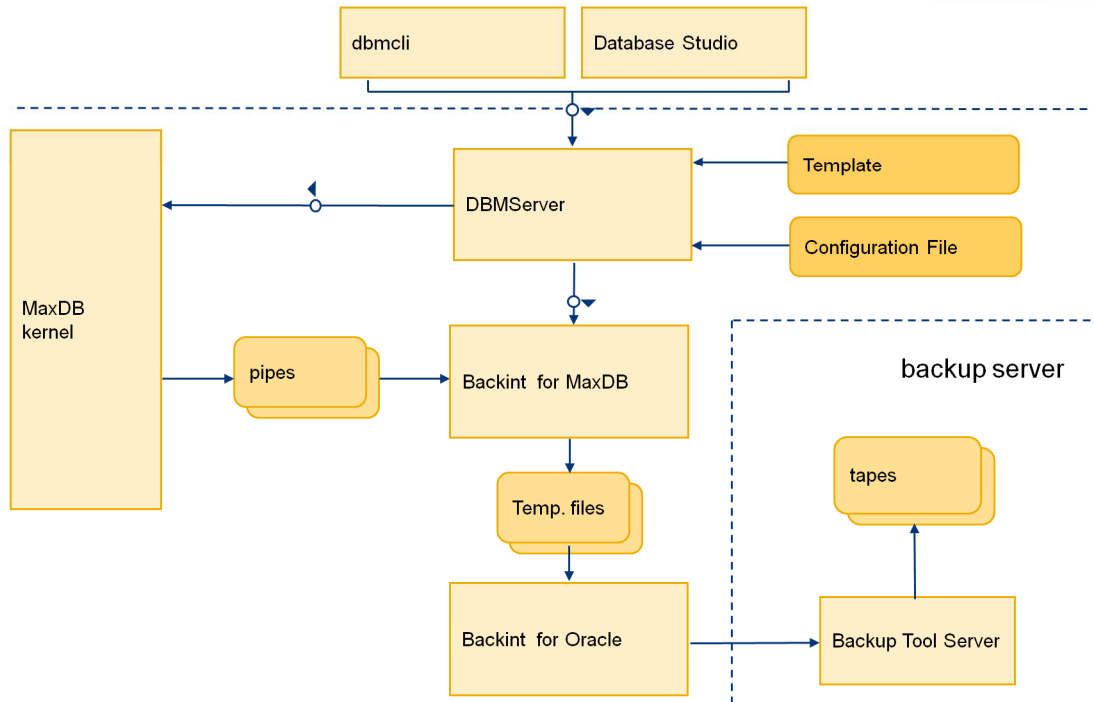 dbmcli
Database Studio
Template
DBMServer
Configuration File
MaxDB
kernel
pipes
Backint for MaxDB
backup server
tapes
Temp. files
Backint for Oracle
Backup Tool Server